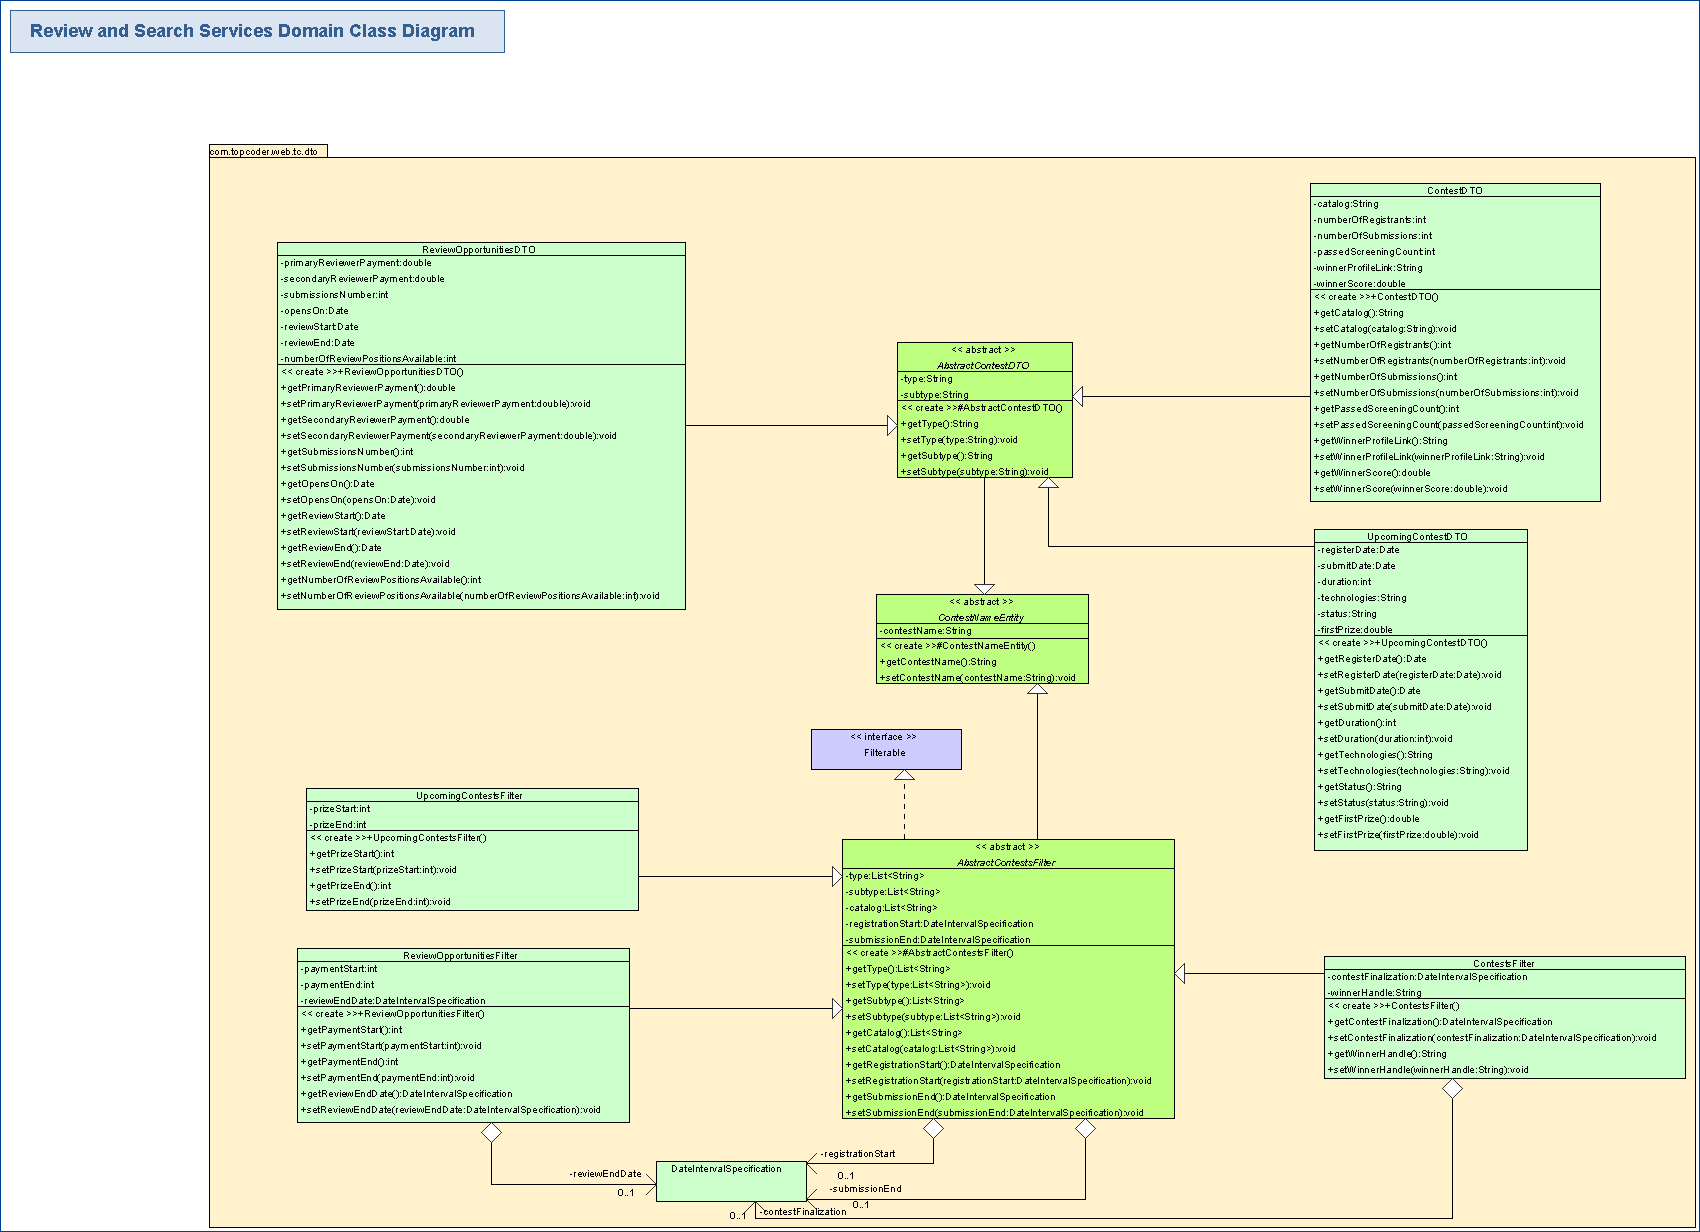 Review and Search Services Domain Class Diagram
com.topcoder.web.tc.dto
ReviewOpportunitiesDTO
-primaryReviewerPayment:double
-secondaryReviewerPayment:double
-submissionsNumber:int
-opensOn:Date
-reviewStart:Date
-reviewEnd:Date
-numberOfReviewPositionsAvailable:int
<< create >>+ReviewOpportunitiesDTO()
+getPrimaryReviewerPayment():double
+setPrimaryReviewerPayment(primaryReviewerPayment:double):void
+getSecondaryReviewerPayment():double
+setSecondaryReviewerPayment(secondaryReviewerPayment:double):void
+getSubmissionsNumber():int
+setSubmissionsNumber(submissionsNumber:int):void
+getOpensOn():Date
+setOpensOn(opensOn:Date):void
+getReviewStart():Date
+setReviewStart(reviewStart:Date):void
+getReviewEnd():Date
+setReviewEnd(reviewEnd:Date):void
+getNumberOfReviewPositionsAvailable():int
+setNumberOfReviewPositionsAvailable(numberOfReviewPositionsAvailable:int):void
<< abstract >>
AbstractContestDTO
-type:String
-subtype:String
<< create >>#AbstractContestDTO()
+getType():String
+setType(type:String):void
+getSubtype():String
+setSubtype(subtype:String):void
ContestDTO
-catalog:String
-numberOfRegistrants:int
-numberOfSubmissions:int
-passedScreeningCount:int
-winnerProfileLink:String
-winnerScore:double
<< create >>+ContestDTO()
+getCatalog():String
+setCatalog(catalog:String):void
+getNumberOfRegistrants():int
+setNumberOfRegistrants(numberOfRegistrants:int):void
+getNumberOfSubmissions():int
+setNumberOfSubmissions(numberOfSubmissions:int):void
+getPassedScreeningCount():int
+setPassedScreeningCount(passedScreeningCount:int):void
+getWinnerProfileLink():String
+setWinnerProfileLink(winnerProfileLink:String):void
+getWinnerScore():double
+setWinnerScore(winnerScore:double):void
UpcomingContestDTO
-registerDate:Date
-submitDate:Date
-duration:int
-technologies:String
-status:String
-firstPrize:double
<< create >>+UpcomingContestDTO()
+getRegisterDate():Date
+setRegisterDate(registerDate:Date):void
+getSubmitDate():Date
+setSubmitDate(submitDate:Date):void
+getDuration():int
+setDuration(duration:int):void
+getTechnologies():String
+setTechnologies(technologies:String):void
+getStatus():String
+setStatus(status:String):void
+getFirstPrize():double
+setFirstPrize(firstPrize:double):void
<< abstract >>
ContestNameEntity
-contestName:String
<< create >>#ContestNameEntity()
+getContestName():String
+setContestName(contestName:String):void
<< interface >>
Filterable
UpcomingContestsFilter
-prizeStart:int
-prizeEnd:int
<< create >>+UpcomingContestsFilter()
+getPrizeStart():int
+setPrizeStart(prizeStart:int):void
+getPrizeEnd():int
+setPrizeEnd(prizeEnd:int):void
<< abstract >>
AbstractContestsFilter
-type:List<String>
-subtype:List<String>
-catalog:List<String>
-registrationStart:DateIntervalSpecification
-submissionEnd:DateIntervalSpecification
<< create >>#AbstractContestsFilter()
+getType():List<String>
+setType(type:List<String>):void
+getSubtype():List<String>
+setSubtype(subtype:List<String>):void
+getCatalog():List<String>
+setCatalog(catalog:List<String>):void
+getRegistrationStart():DateIntervalSpecification
+setRegistrationStart(registrationStart:DateIntervalSpecification):void
+getSubmissionEnd():DateIntervalSpecification
+setSubmissionEnd(submissionEnd:DateIntervalSpecification):void
ReviewOpportunitiesFilter
-paymentStart:int
-paymentEnd:int
-reviewEndDate:DateIntervalSpecification
<< create >>+ReviewOpportunitiesFilter()
+getPaymentStart():int
+setPaymentStart(paymentStart:int):void
+getPaymentEnd():int
+setPaymentEnd(paymentEnd:int):void
+getReviewEndDate():DateIntervalSpecification
+setReviewEndDate(reviewEndDate:DateIntervalSpecification):void
ContestsFilter
-contestFinalization:DateIntervalSpecification
-winnerHandle:String
<< create >>+ContestsFilter()
+getContestFinalization():DateIntervalSpecification
+setContestFinalization(contestFinalization:DateIntervalSpecification):void
+getWinnerHandle():String
+setWinnerHandle(winnerHandle:String):void
DateIntervalSpecification
-reviewEndDate
0..1
-registrationStart
0..1
-submissionEnd
0..1
-contestFinalization
0..1